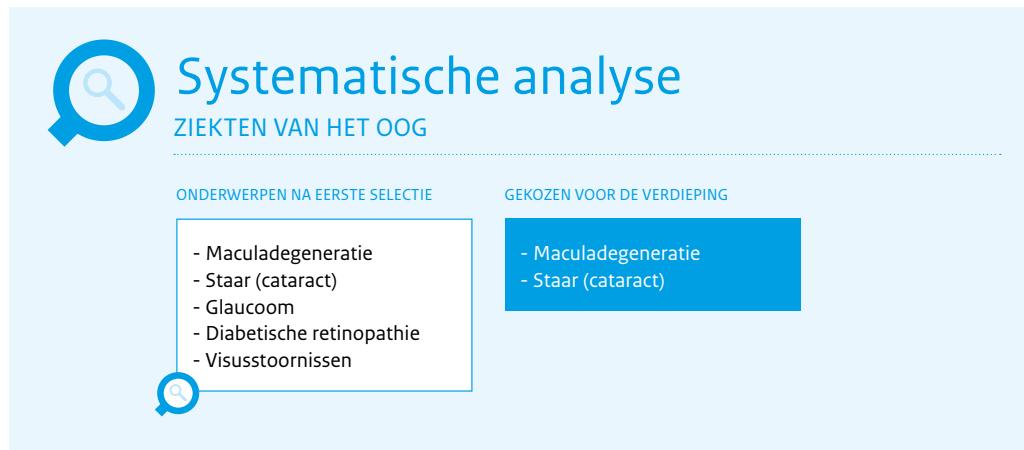 Systematische analyse
ZIEKTEN VAN HET OOG
ONDERWERPEN NA EERSTE SELECTIE
- Maculadegeneratie
- Staar (cataract)
- Glaucoom
- Diabetische retinopathie
- Visusstoornissen
GEKOZEN VOOR DE VERDIEPING
- Maculadegeneratie
- Staar (cataract)